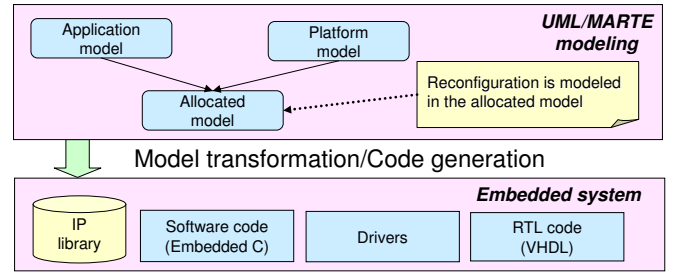 Application
model
Platform
model
UML/MARTE
modeling
Allocated
model
Reconfiguration is modeled
in the allocated model
Model transformation/Code generation
Embedded system
IP
library
Software code
(Embedded C)
Drivers
RTL code
(VHDL)